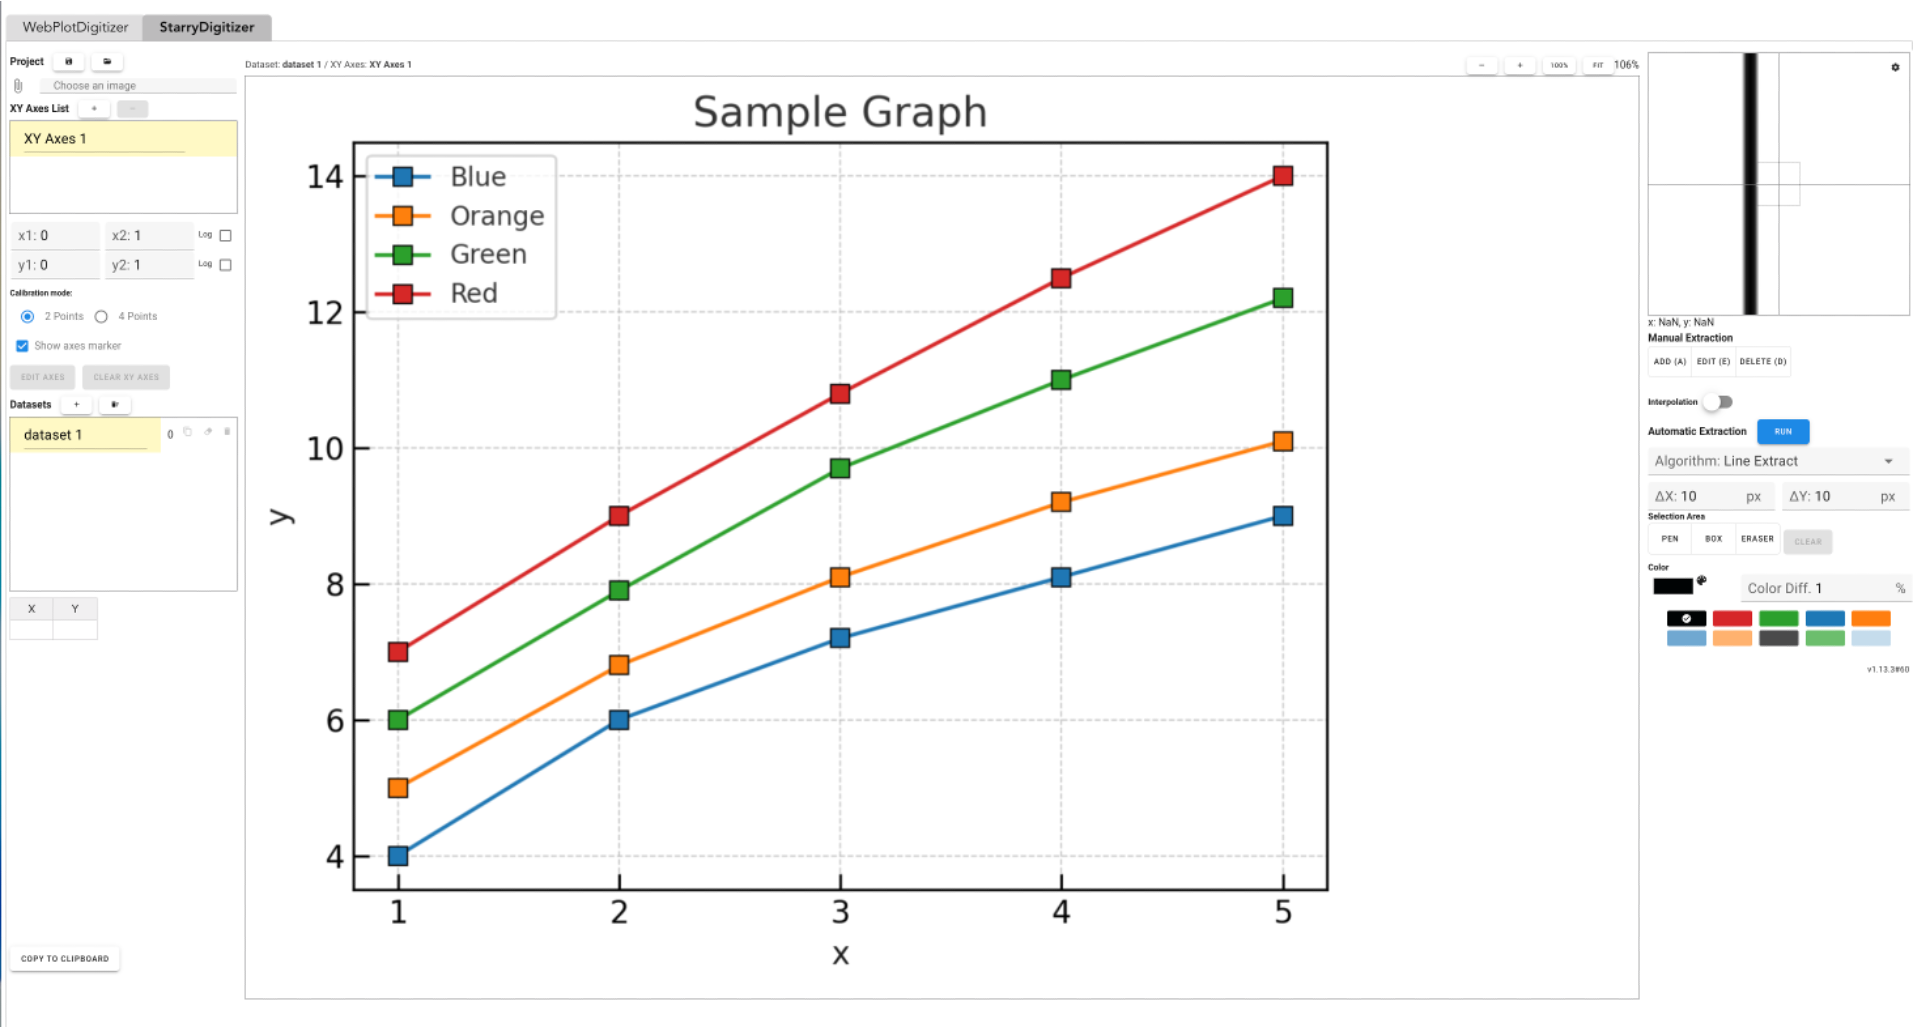 WebPlotDigitizer
StarryDigitizer
Project
Choose an image
XY Axes List
+
−
XY Axes 1
x1: 0
x2: 1
Log
y1: 0
y2: 1
Log
Calibration mode:
2 Points
4 Points
Show axes marker
EDIT AXES
CLEAR XY AXES
Datasets
+
dataset 1
0
X Y
COPY TO CLIPBOARD
Dataset: dataset 1 / XY Axes: XY Axes 1
−
+
100%
FIT
106%
Sample Graph
Blue
Orange
Green
Red
14
12
10
8
6
4
y
1 2 3 4 5
x
x: NaN, y: NaN
Manual Extraction
ADD (A)
EDIT (E)
DELETE (D)
Interpolation
Automatic Extraction
RUN
Algorithm: Line Extract
ΔX: 10 px
ΔY: 10 px
Selection Area
PEN
BOX
ERASER
CLEAR
Color
Color Diff. 1 %
v1.13.3#60